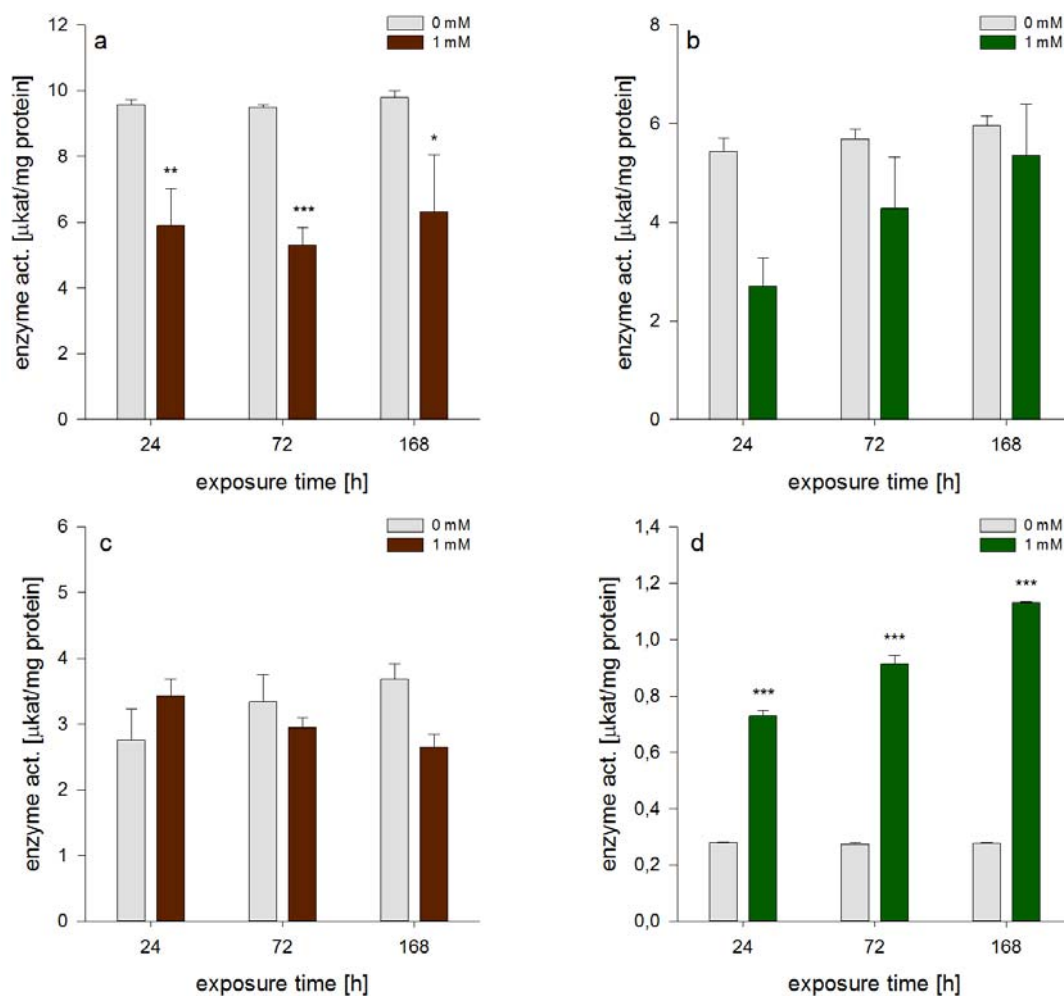 a
0 mM
1 mM
enzyme act. [µkat/mg protein]
12
10
8
6
4
2
0
**
***
*
24 72 168
exposure time [h]
b
0 mM
1 mM
enzyme act. [µkat/mg protein]
8
6
4
2
0
24 72 168
exposure time [h]
c
0 mM
1 mM
enzyme act. [µkat/mg protein]
6
5
4
3
2
1
0
24 72 168
exposure time [h]
d
0 mM
1 mM
enzyme act. [µkat/mg protein]
1,4
1,2
1,0
0,8
0,6
0,4
0,2
0,0
***
***
***
24 72 168
exposure time [h]